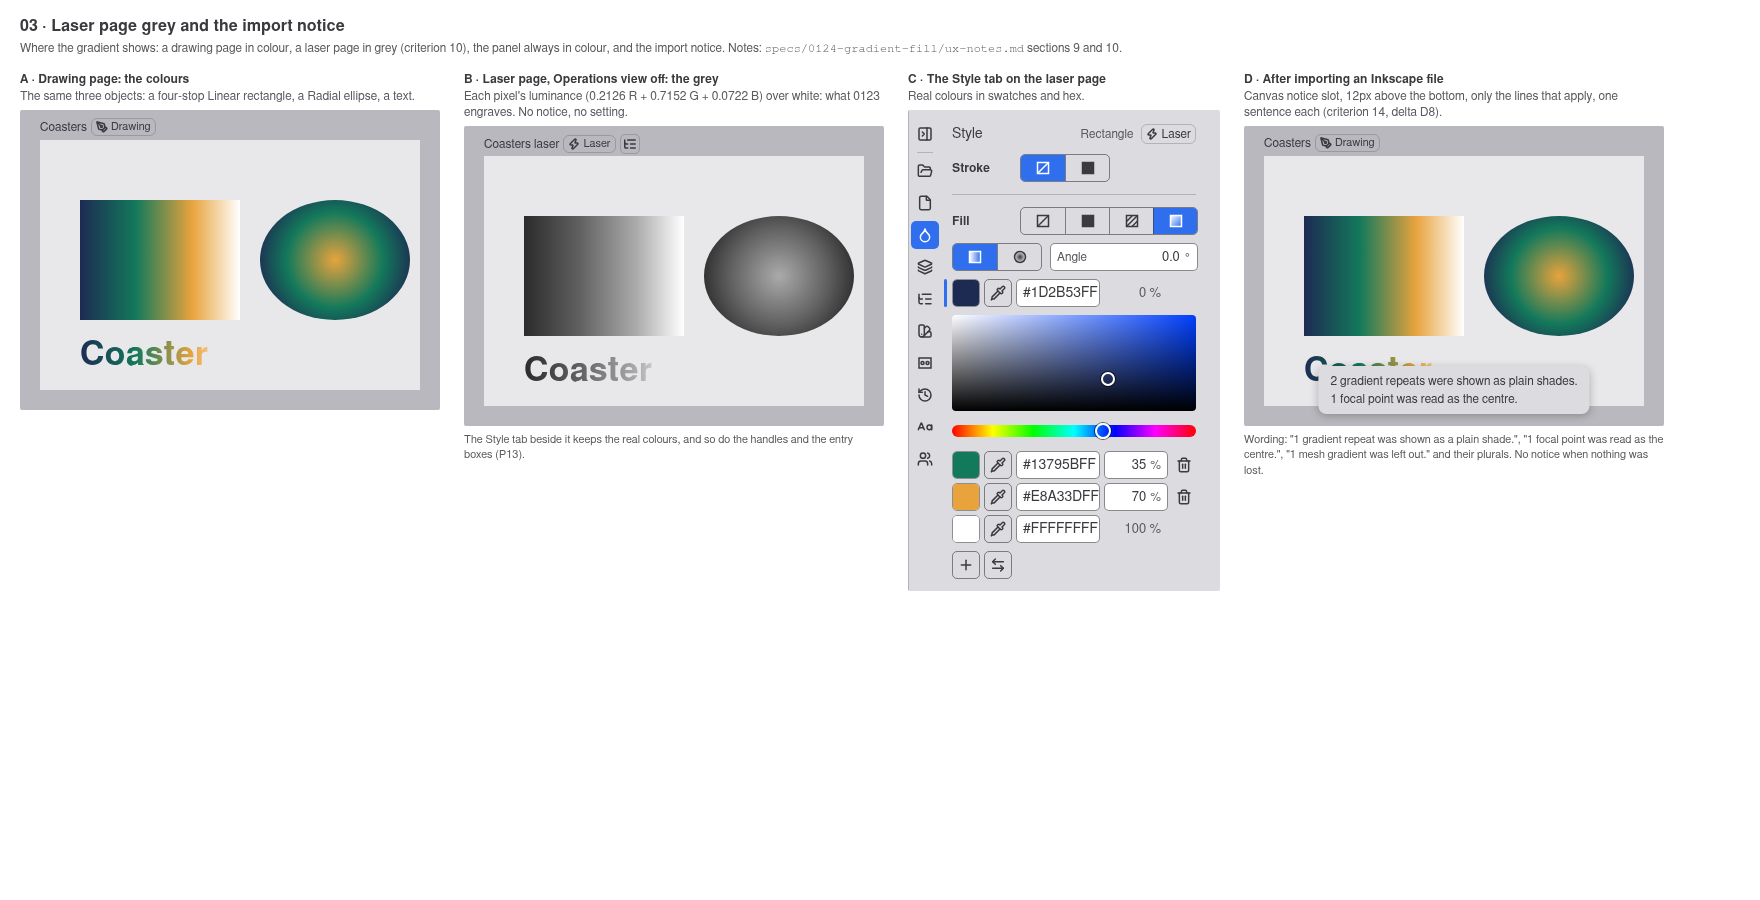 03 · Laser page grey and the import notice
Where the gradient shows: a drawing page in colour, a laser page in grey (criterion 10), the panel always in colour, and the import notice. Notes: specs/0124-gradient-fill/ux-notes.md sections 9 and 10.
A · Drawing page: the colours
The same three objects: a four-stop Linear rectangle, a Radial ellipse, a text.
Coasters Drawing
Coaster
B · Laser page, Operations view off: the grey
Each pixel's luminance (0.2126 R + 0.7152 G + 0.0722 B) over white: what 0123
engraves. No notice, no setting.
Coasters laser Laser
Coaster
The Style tab beside it keeps the real colours, and so do the handles and the entry
boxes (P13).
C · The Style tab on the laser page
Real colours in swatches and hex.
Style Rectangle Laser
Stroke
Fill
Angle 0.0 °
#1D2B53FF 0 %
#13795BFF 35 %
Aa
#E8A33DFF 70 %
#FFFFFFFF 100 %
D · After importing an Inkscape file
Canvas notice slot, 12px above the bottom, only the lines that apply, one
sentence each (criterion 14, delta D8).
Coasters Drawing
Coaster
2 gradient repeats were shown as plain shades.
1 focal point was read as the centre.
Wording: "1 gradient repeat was shown as a plain shade.", "1 focal point was read as the
centre.", "1 mesh gradient was left out." and their plurals. No notice when nothing was
lost.